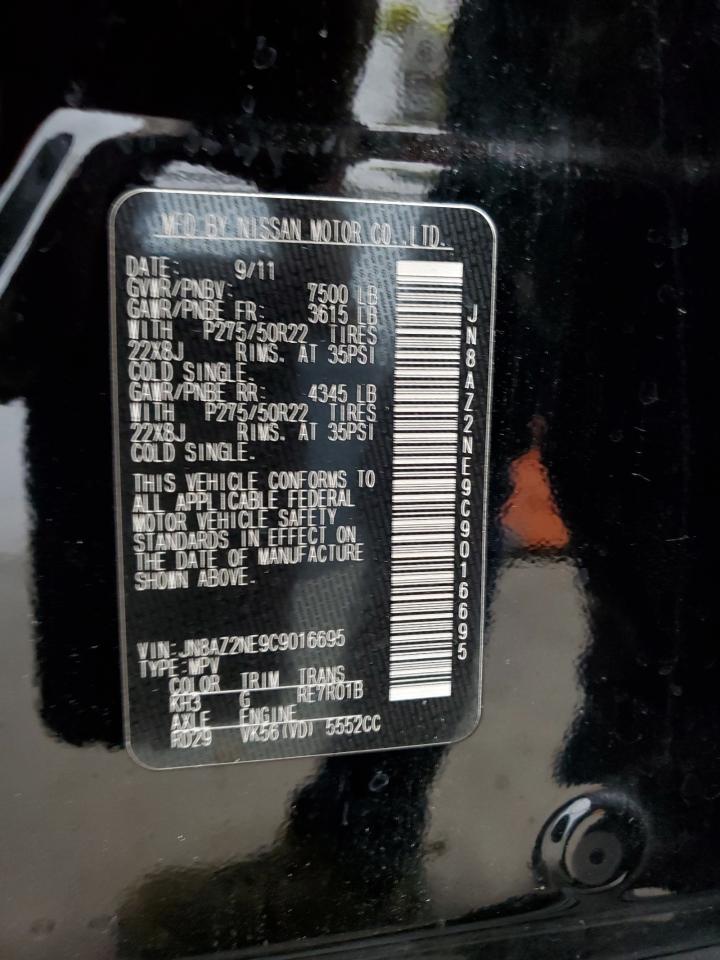 MFD BY NISSAN MOTOR CO.,LTD.
DATE: 9/11
GVWR/PNBV: 7500 LB
GAWR/PNBE FR: 3615 LB
WITH P275/50R22 TIRES
22X8J RIMS. AT 35PSI
COLD SINGLE.
GAWR/PNBE RR: 4345 LB
WITH P275/50R22 TIRES
22X8J RIMS. AT 35PSI
COLD SINGLE.
THIS VEHICLE CONFORMS TO
ALL APPLICABLE FEDERAL
MOTOR VEHICLE SAFETY
STANDARDS IN EFFECT ON
THE DATE OF MANUFACTURE
SHOWN ABOVE.
VIN:JN8AZ2NE9C9016695
TYPE:MPV
COLOR TRIM TRANS
KH3 G RE7R01B
AXLE ENGINE
RD29 VK56(VD) 5552CC
JN8AZ2NE9C9016695